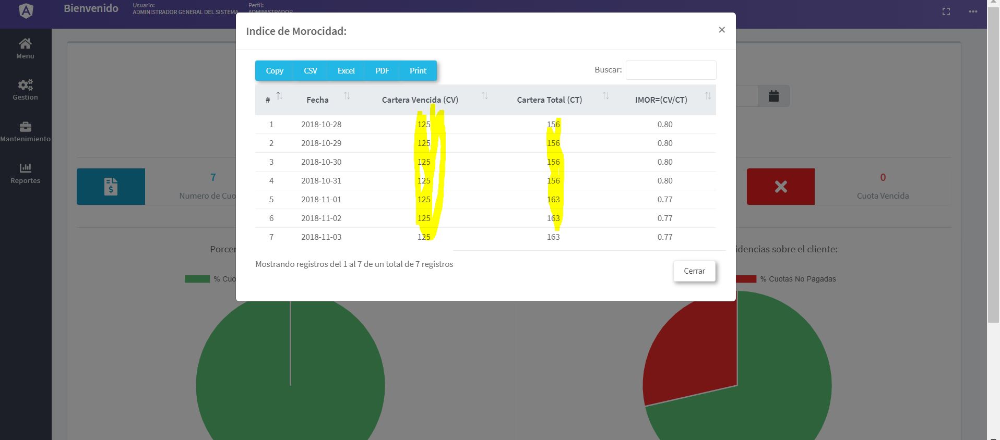 Bienvenido
Usuario:
ADMINISTRADOR GENERAL DEL SISTEMA
Perfil:
ADMINISTRADOR
Menu
Gestion
Mantenimiento
Reportes
Indice de Morocidad:
×
Copy CSV Excel PDF Print
Buscar:
# Fecha Cartera Vencida (CV) Cartera Total (CT) IMOR=(CV/CT)
1 2018-10-28 125 156 0.80
2 2018-10-29 125 156 0.80
3 2018-10-30 125 156 0.80
4 2018-10-31 125 156 0.80
5 2018-11-01 125 163 0.77
6 2018-11-02 125 163 0.77
7 2018-11-03 125 163 0.77
Mostrando registros del 1 al 7 de un total de 7 registros
Cerrar
7
Numero de Cuo
0
Cuota Vencida
Porcer
idencias sobre el cliente:
% Cuo
% Cuotas No Pagadas